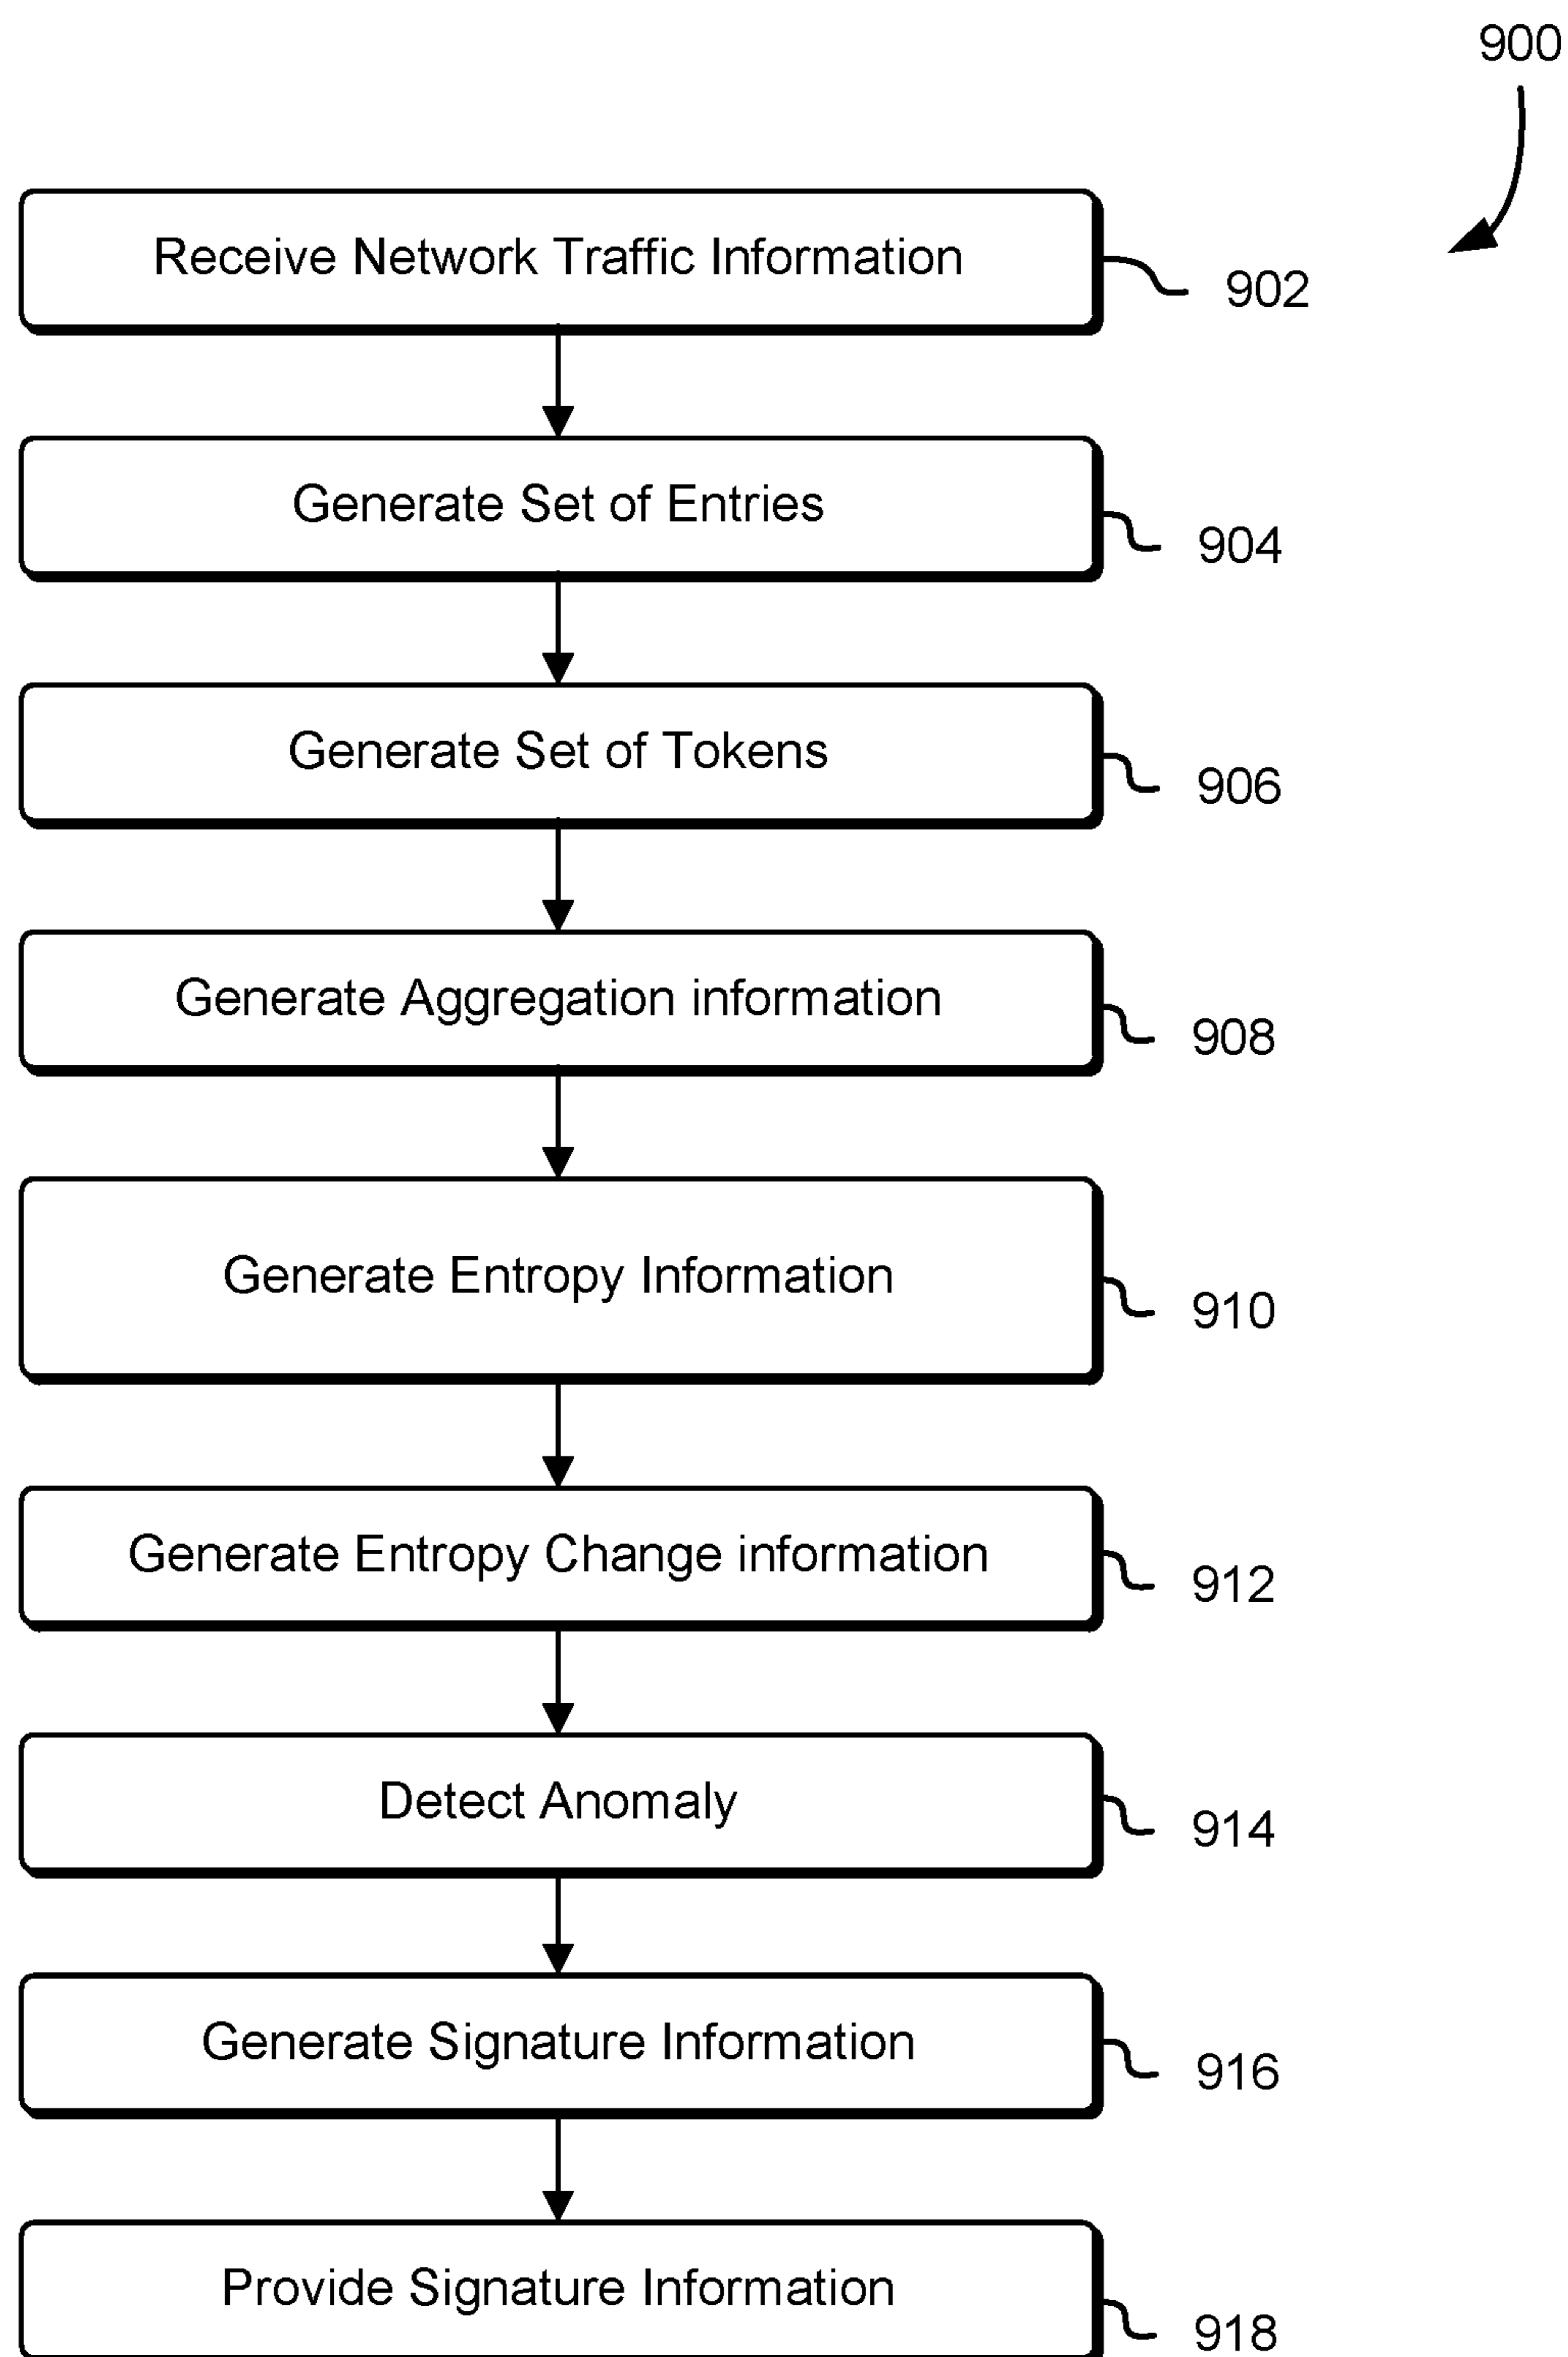 900
Receive Network Traffic Information
902
Generate Set of Entries
904
Generate Set of Tokens
906
Generate Aggregation information
908
Generate Entropy Information
910
Generate Entropy Change information
912
Detect Anomaly
914
Generate Signature Information
916
Provide Signature Information
918